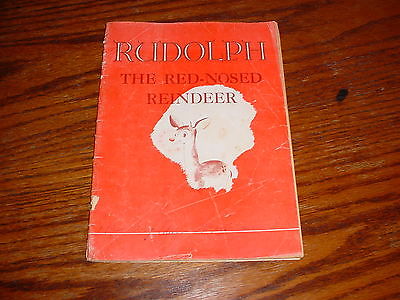 RUDOLPH
THE RED-NOSED
REINDEER